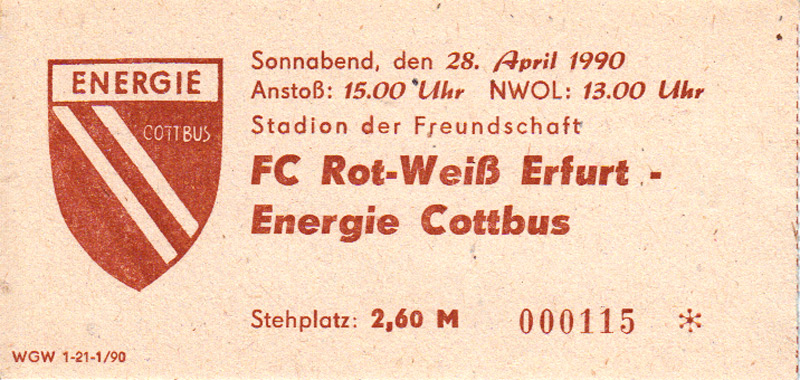 ENERGIE
COTTBUS
Sonnabend, den 28. April 1990
Anstoß: 15.00 Uhr NWOL: 13.00 Uhr
Stadion der Freundschaft
FC Rot-Weiß Erfurt -
Energie Cottbus
Stehplatz: 2,60 M 000115 *
WGW 1-21-1/90